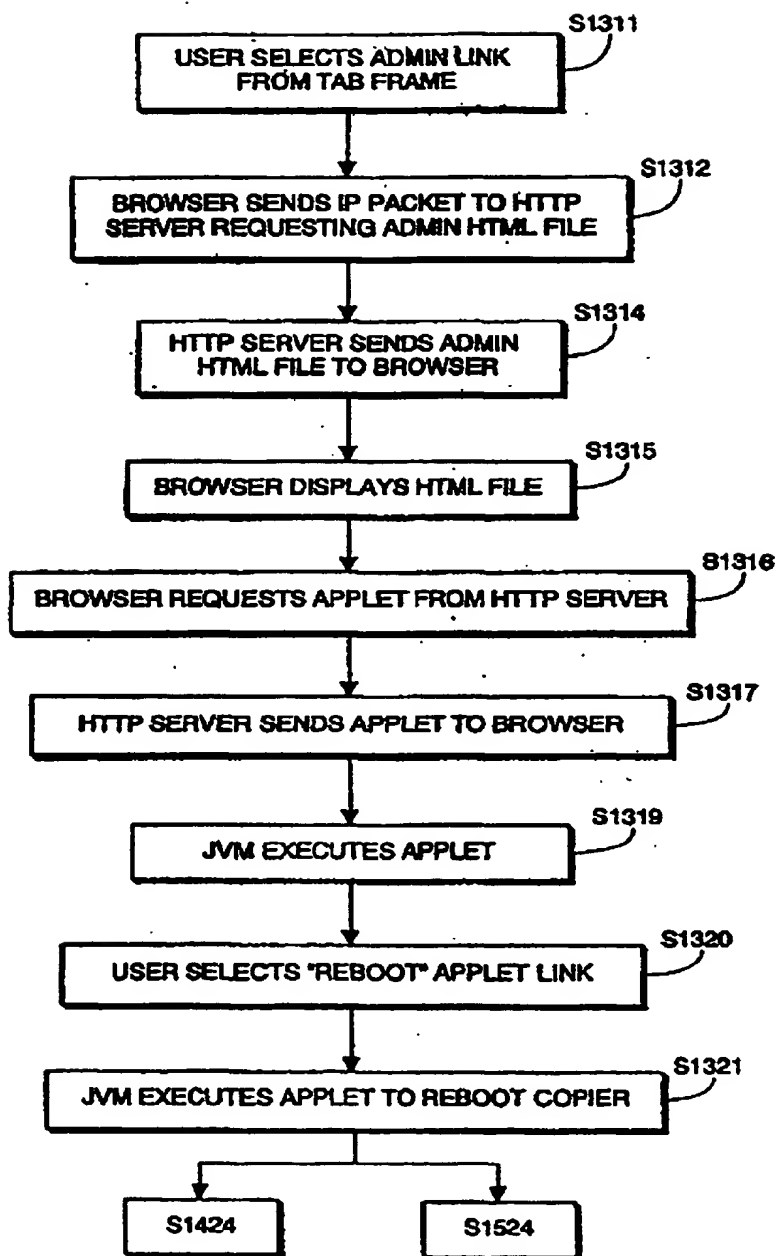 S1311
USER SELECTS ADMIN LINK
FROM TAB FRAME
S1312
BROWSER SENDS IP PACKET TO HTTP
SERVER REQUESTING ADMIN HTML FILE
S1314
HTTP SERVER SENDS ADMIN
HTML FILE TO BROWSER
S1315
BROWSER DISPLAYS HTML FILE
S1316
BROWSER REQUESTS APPLET FROM HTTP SERVER
S1317
HTTP SERVER SENDS APPLET TO BROWSER
S1319
JVM EXECUTES APPLET
S1320
USER SELECTS "REBOOT" APPLET LINK
S1321
JVM EXECUTES APPLET TO REBOOT COPIER
S1424
S1524